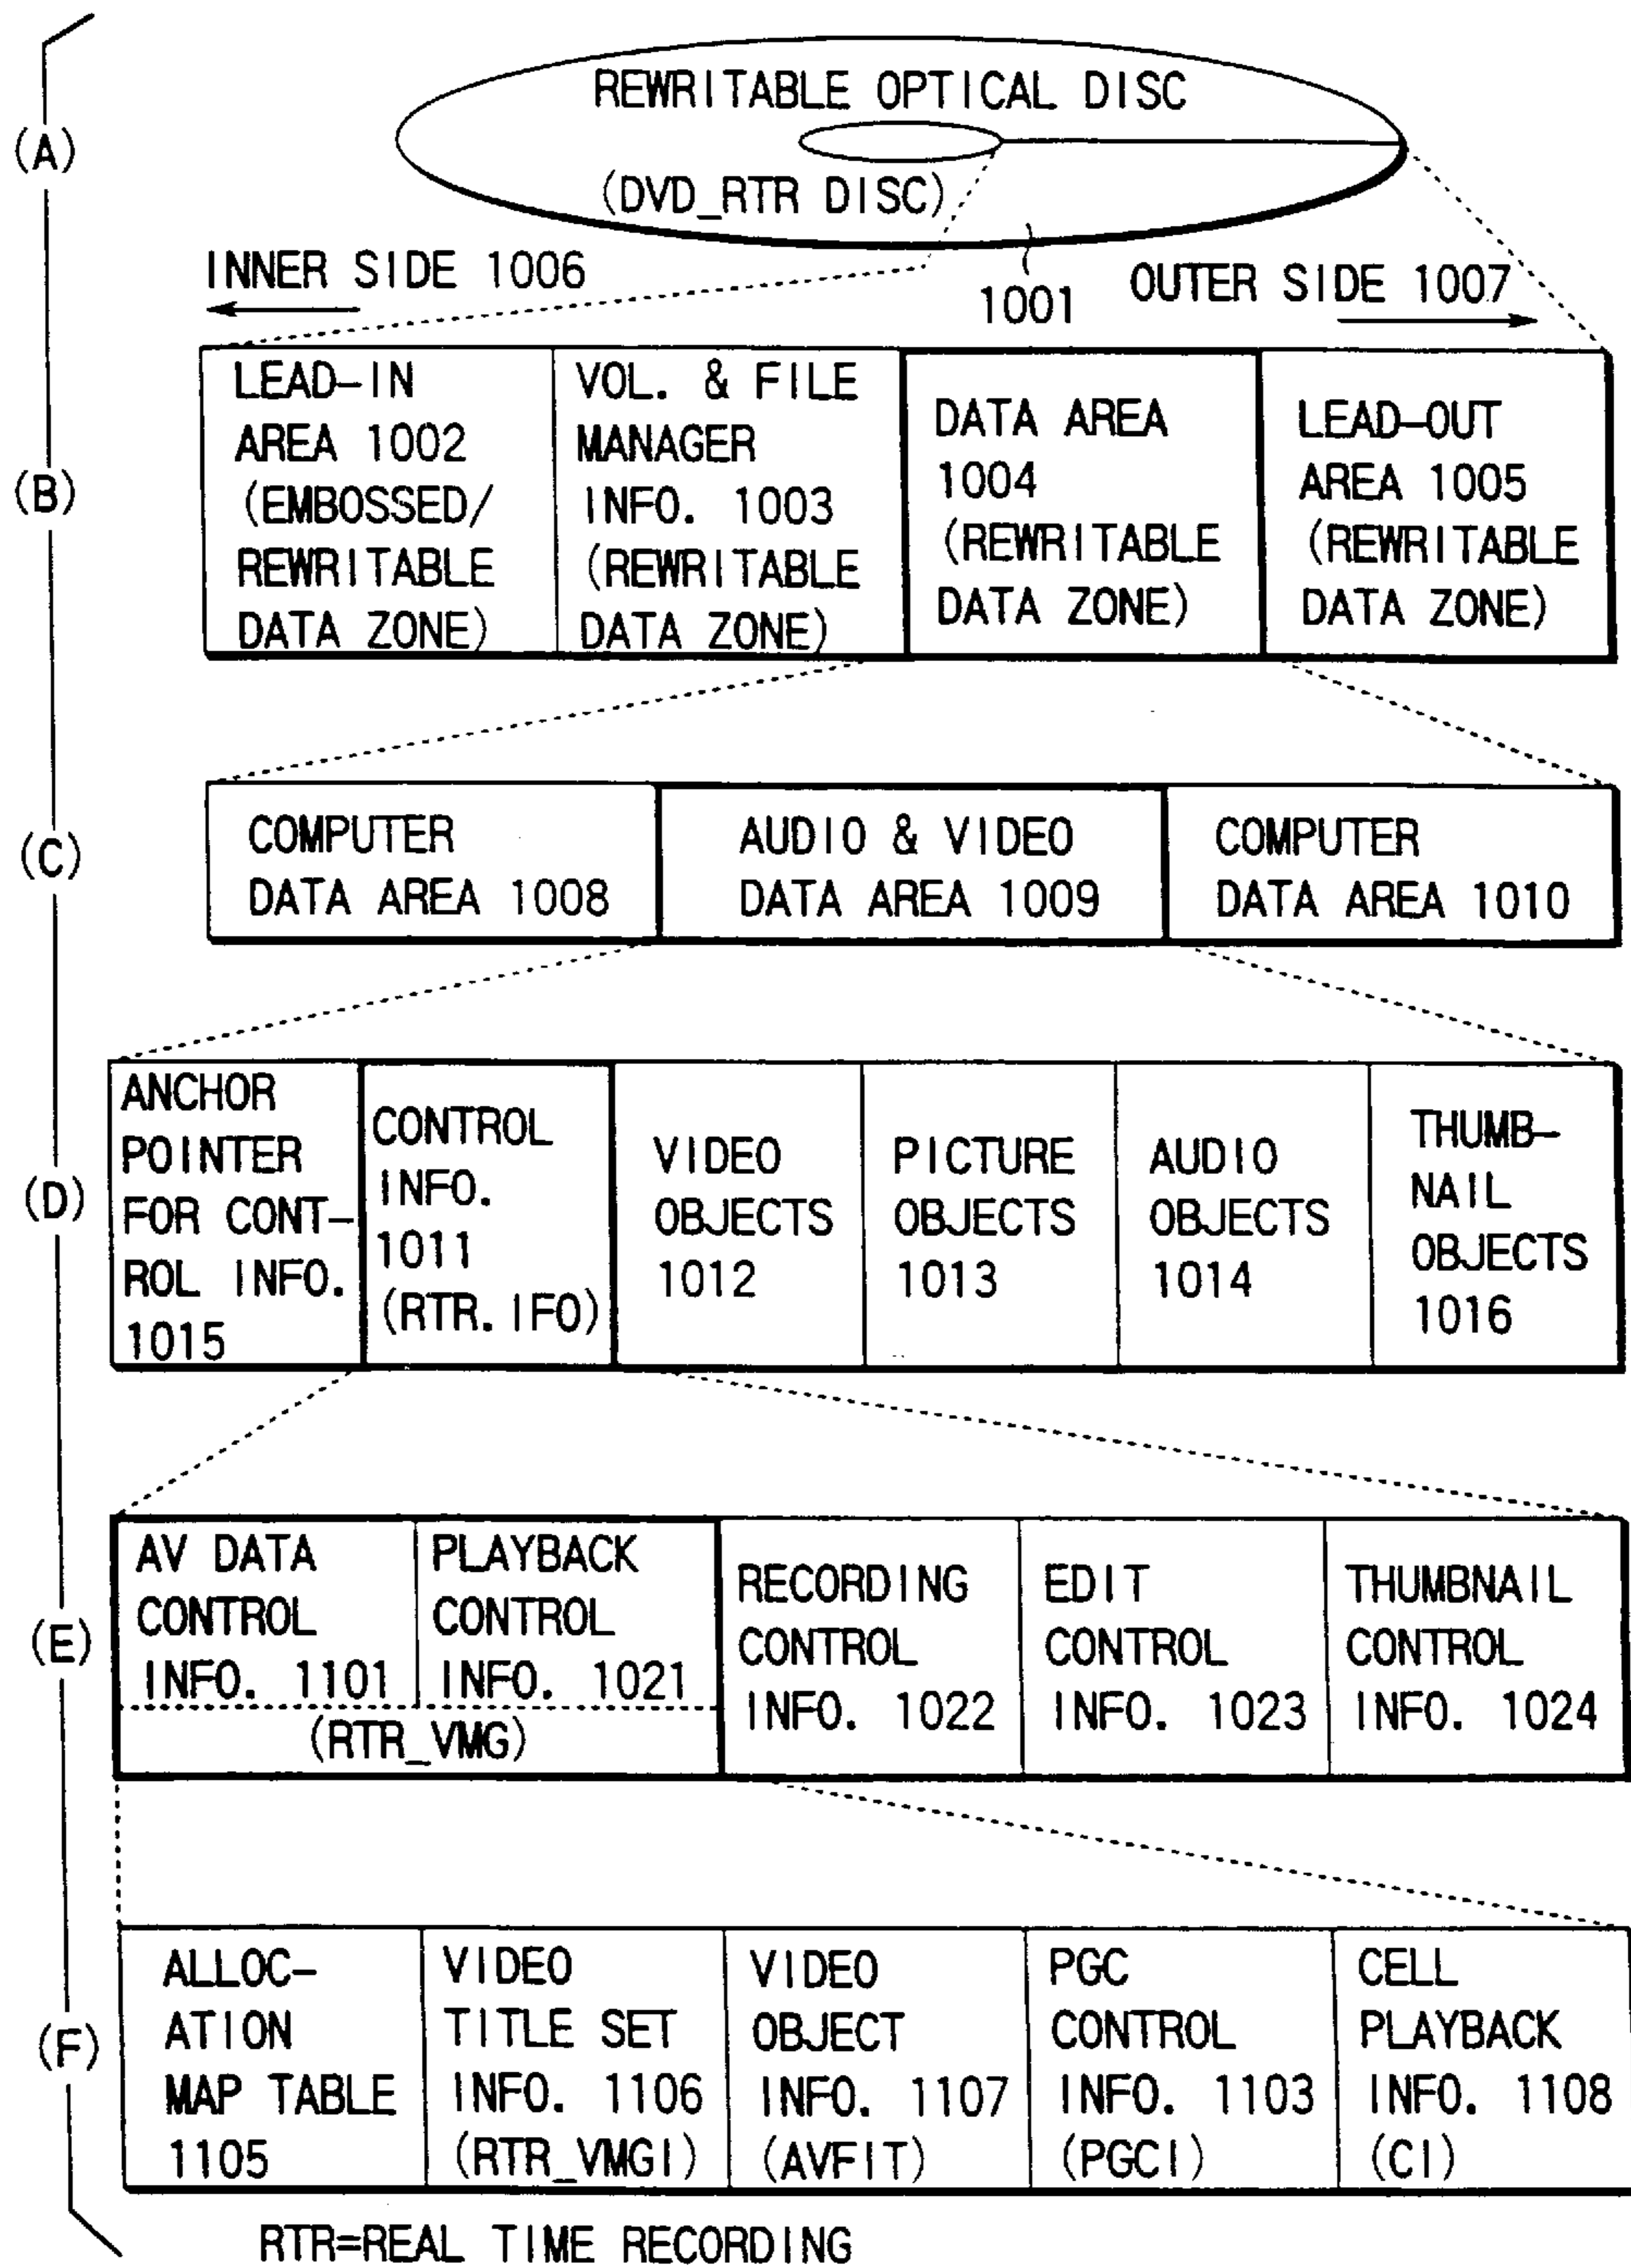 REWRITABLE OPTICAL DISC
(A)
(DVD_RTR DISC)
INNER SIDE 1006
1001
OUTER SIDE 1007
(B)
LEAD-IN
AREA 1002
(EMBOSSED/
REWRITABLE
DATA ZONE)
VOL. & FILE
MANAGER
INFO. 1003
(REWRITABLE
DATA ZONE)
DATA AREA
1004
(REWRITABLE
DATA ZONE)
LEAD-OUT
AREA 1005
(REWRITABLE
DATA ZONE)
(C)
COMPUTER
DATA AREA 1008
AUDIO & VIDEO
DATA AREA 1009
COMPUTER
DATA AREA 1010
(D)
ANCHOR
POINTER
FOR CONT-
ROL INFO.
1015
CONTROL
INFO.
1011
(RTR.IFO)
VIDEO
OBJECTS
1012
PICTURE
OBJECTS
1013
AUDIO
OBJECTS
1014
THUMB-
NAIL
OBJECTS
1016
(E)
AV DATA
CONTROL
INFO. 1101
PLAYBACK
CONTROL
INFO. 1021
(RTR_VMG)
RECORDING
CONTROL
INFO. 1022
EDIT
CONTROL
INFO. 1023
THUMBNAIL
CONTROL
INFO. 1024
(F)
ALLOC-
ATION
MAP TABLE
1105
VIDEO
TITLE SET
INFO. 1106
(RTR_VMGI)
VIDEO
OBJECT
INFO. 1107
(AVFIT)
PGC
CONTROL
INFO. 1103
(PGCI)
CELL
PLAYBACK
INFO. 1108
(CI)
RTR=REAL TIME RECORDING